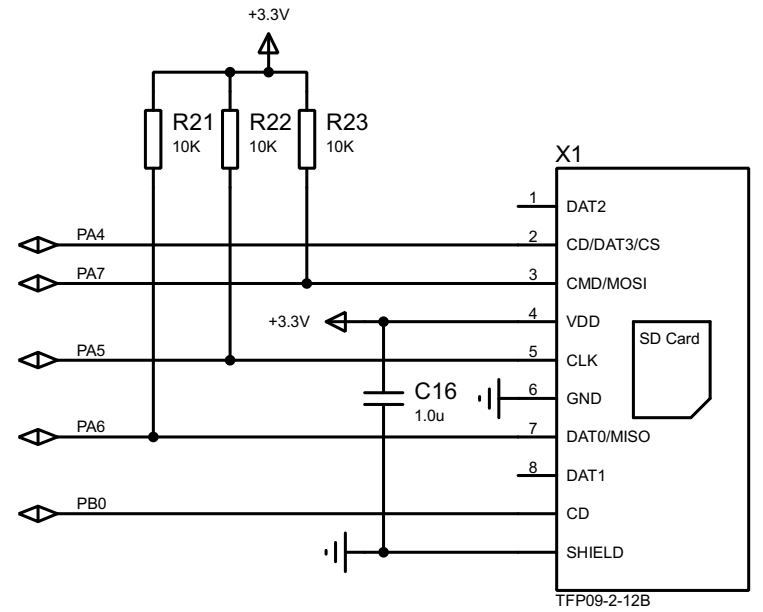 +3.3V
R21 R22 R23
10K 10K 10K
X1
1 DAT2
PA4 2 CD/DAT3/CS
PA7 3 CMD/MOSI
+3.3V 4 VDD
SD Card
PA5 5 CLK
C16 6 GND
1.0u
PA6 7 DAT0/MISO
8 DAT1
PB0 CD
SHIELD
TFP09-2-12B